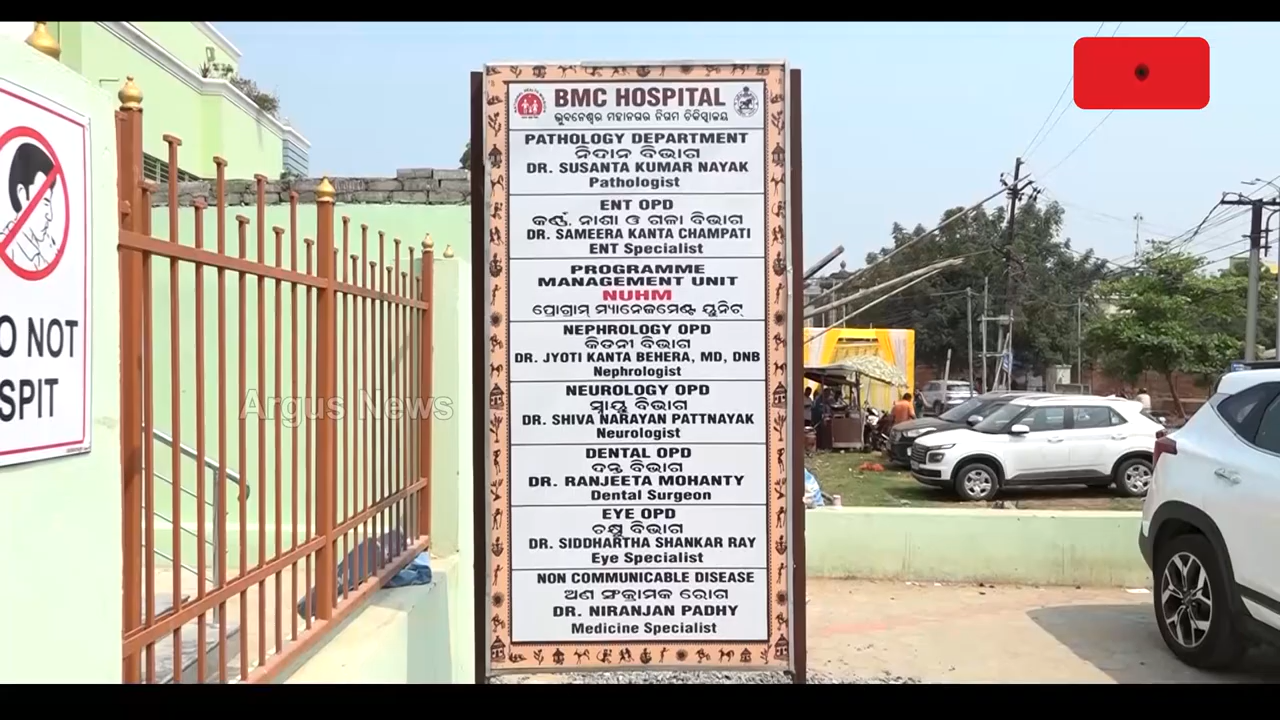 O NOT
SPIT
BMC HOSPITAL
ଭୁବନେଶ୍ୱର ମହାନଗର ନିଗମ ଚିକିତ୍ସାଳୟ
PATHOLOGY DEPARTMENT
ନିଦାନ ବିଭାଗ
DR. SUSANTA KUMAR NAYAK
Pathologist
ENT OPD
କର୍ଣ୍ଣ, ନାଶା ଓ ଗଳା ବିଭାଗ
DR. SAMEERA KANTA CHAMPATI
ENT Specialist
PROGRAMME
MANAGEMENT UNIT
NUHM
ପୋଗ୍ରାମ୍ ମ୍ୟାନେଜମେଣ୍ଟ ୟୁନିଟ୍
NEPHROLOGY OPD
କିଡନୀ ବିଭାଗ
DR. JYOTI KANTA BEHERA, MD, DNB
Nephrologist
NEUROLOGY OPD
ସ୍ନାୟୁ ବିଭାଗ
DR. SHIVA NARAYAN PATTNAYAK
Neurologist
DENTAL OPD
ଦନ୍ତ ବିଭାଗ
DR. RANJEETA MOHANTY
Dental Surgeon
EYE OPD
ଚକ୍ଷୁ ବିଭାଗ
DR. SIDDHARTHA SHANKAR RAY
Eye Specialist
NON COMMUNICABLE DISEASE
ଅଣ ସଂକ୍ରାମକ ରୋଗ
DR. NIRANJAN PADHY
Medicine Specialist
Argus News